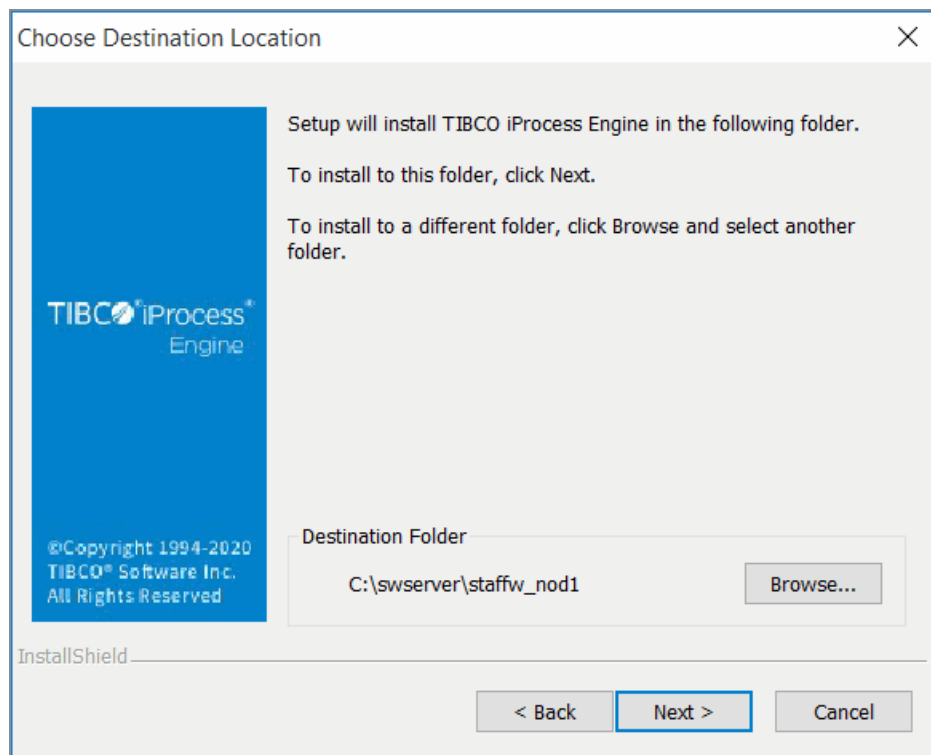 Choose Destination Location
Setup will install TIBCO iProcess Engine in the following folder.
To install to this folder, click Next.
To install to a different folder, click Browse and select another
folder.
TIBCO® iProcess®
Engine
©Copyright 1994-2020
TIBCO® Software Inc.
All Rights Reserved
Destination Folder
C:\swserver\staffw_nod1
Browse...
InstallShield
< Back
Next >
Cancel